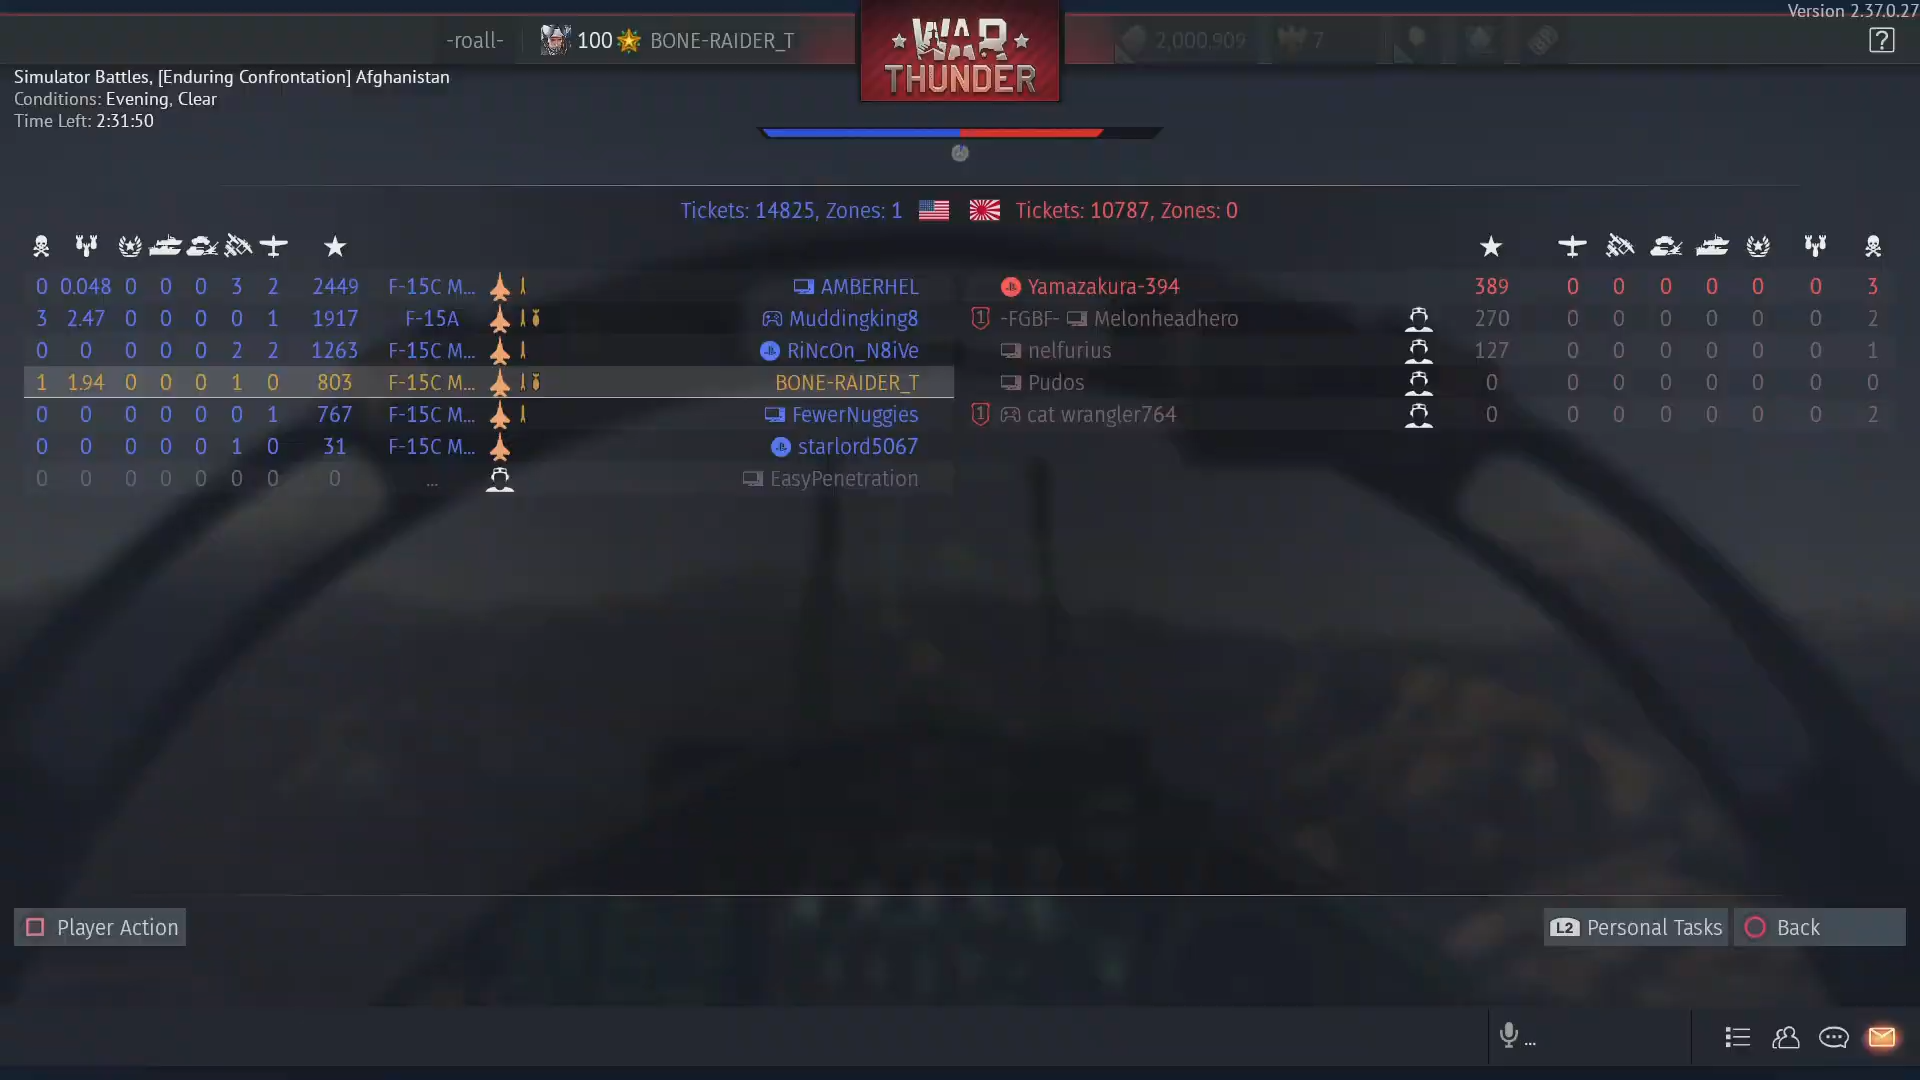 Version 2.37.0.27
-roall- 100 BONE-RAIDER_T WAR THUNDER 2,000,909 7 ?
Simulator Battles, [Enduring Confrontation] Afghanistan
Conditions: Evening, Clear
Time Left: 2:31:50
Tickets: 14825, Zones: 1 Tickets: 10787, Zones: 0
0 0.048 0 0 0 3 2 2449 F-15C M... AMBERHEL Yamazakura-394 389 0 0 0 0 0 0 3
3 2.47 0 0 0 0 1 1917 F-15A Muddingking8 1 -FGBF- Melonheadhero 270 0 0 0 0 0 0 2
0 0 0 0 0 2 2 1263 F-15C M... RiNcOn_N8iVe nelfurius 127 0 0 0 0 0 0 1
1 1.94 0 0 0 1 0 803 F-15C M... BONE-RAIDER_T Pudos 0 0 0 0 0 0 0 0
0 0 0 0 0 0 1 767 F-15C M... FewerNuggies 1 cat wrangler764 0 0 0 0 0 0 0 2
0 0 0 0 0 1 0 31 F-15C M... starlord5067
0 0 0 0 0 0 0 0 ... EasyPenetration
Player Action L2 Personal Tasks Back
...